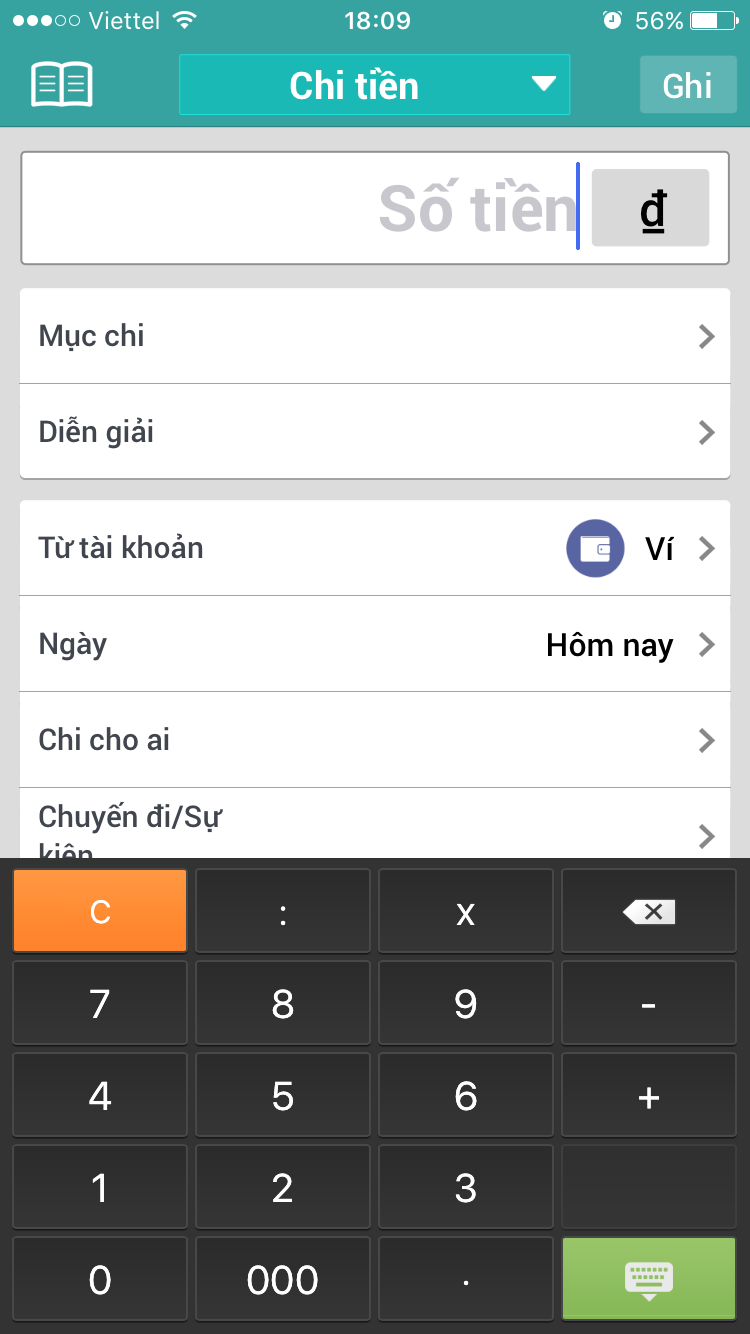 Viettel 18:09 56%
Chi tiền Ghi
Số tiền đ
Mục chi
Diễn giải
Từ tài khoản Ví
Ngày Hôm nay
Chi cho ai
Chuyến đi/Sự
kiện
C : x
7 8 9 -
4 5 6 +
1 2 3
0 000 .